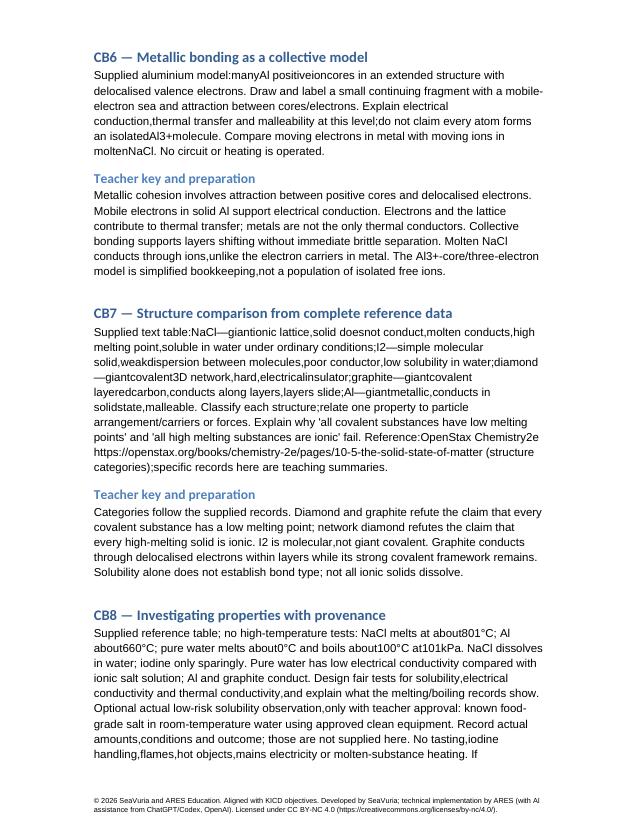 CB6 — Metallic bonding as a collective model
Supplied aluminium model:manyAl positiveioncores in an extended structure with
delocalised valence electrons. Draw and label a small continuing fragment with a mobile-
electron sea and attraction between cores/electrons. Explain electrical
conduction,thermal transfer and malleability at this level;do not claim every atom forms
an isolatedAl3+molecule. Compare moving electrons in metal with moving ions in
moltenNaCl. No circuit or heating is operated.
Teacher key and preparation
Metallic cohesion involves attraction between positive cores and delocalised electrons.
Mobile electrons in solid Al support electrical conduction. Electrons and the lattice
contribute to thermal transfer; metals are not the only thermal conductors. Collective
bonding supports layers shifting without immediate brittle separation. Molten NaCl
conducts through ions,unlike the electron carriers in metal. The Al3+-core/three-electron
model is simplified bookkeeping,not a population of isolated free ions.
CB7 — Structure comparison from complete reference data
Supplied text table:NaCl—giantionic lattice,solid doesnot conduct,molten conducts,high
melting point,soluble in water under ordinary conditions;I2—simple molecular
solid,weakdispersion between molecules,poor conductor,low solubility in water;diamond
—giantcovalent3D network,hard,electricalinsulator;graphite—giantcovalent
layeredcarbon,conducts along layers,layers slide;Al—giantmetallic,conducts in
solidstate,malleable. Classify each structure;relate one property to particle
arrangement/carriers or forces. Explain why 'all covalent substances have low melting
points' and 'all high melting substances are ionic' fail. Reference:OpenStax Chemistry2e
https://openstax.org/books/chemistry-2e/pages/10-5-the-solid-state-of-matter (structure
categories);specific records here are teaching summaries.
Teacher key and preparation
Categories follow the supplied records. Diamond and graphite refute the claim that every
covalent substance has a low melting point; network diamond refutes the claim that
every high-melting solid is ionic. I2 is molecular,not giant covalent. Graphite conducts
through delocalised electrons within layers while its strong covalent framework remains.
Solubility alone does not establish bond type; not all ionic solids dissolve.
CB8 — Investigating properties with provenance
Supplied reference table; no high-temperature tests: NaCl melts at about801°C; Al
about660°C; pure water melts about0°C and boils about100°C at101kPa. NaCl dissolves
in water; iodine only sparingly. Pure water has low electrical conductivity compared with
ionic salt solution; Al and graphite conduct. Design fair tests for solubility,electrical
conductivity and thermal conductivity,and explain what the melting/boiling records show.
Optional actual low-risk solubility observation,only with teacher approval: known food-
grade salt in room-temperature water using approved clean equipment. Record actual
amounts,conditions and outcome; those are not supplied here. No tasting,iodine
handling,flames,hot objects,mains electricity or molten-substance heating. If
© 2026 SeaVuria and ARES Education. Aligned with KICD objectives. Developed by SeaVuria; technical implementation by ARES (with AI
assistance from ChatGPT/Codex, OpenAI). Licensed under CC BY-NC 4.0 (https://creativecommons.org/licenses/by-nc/4.0/).